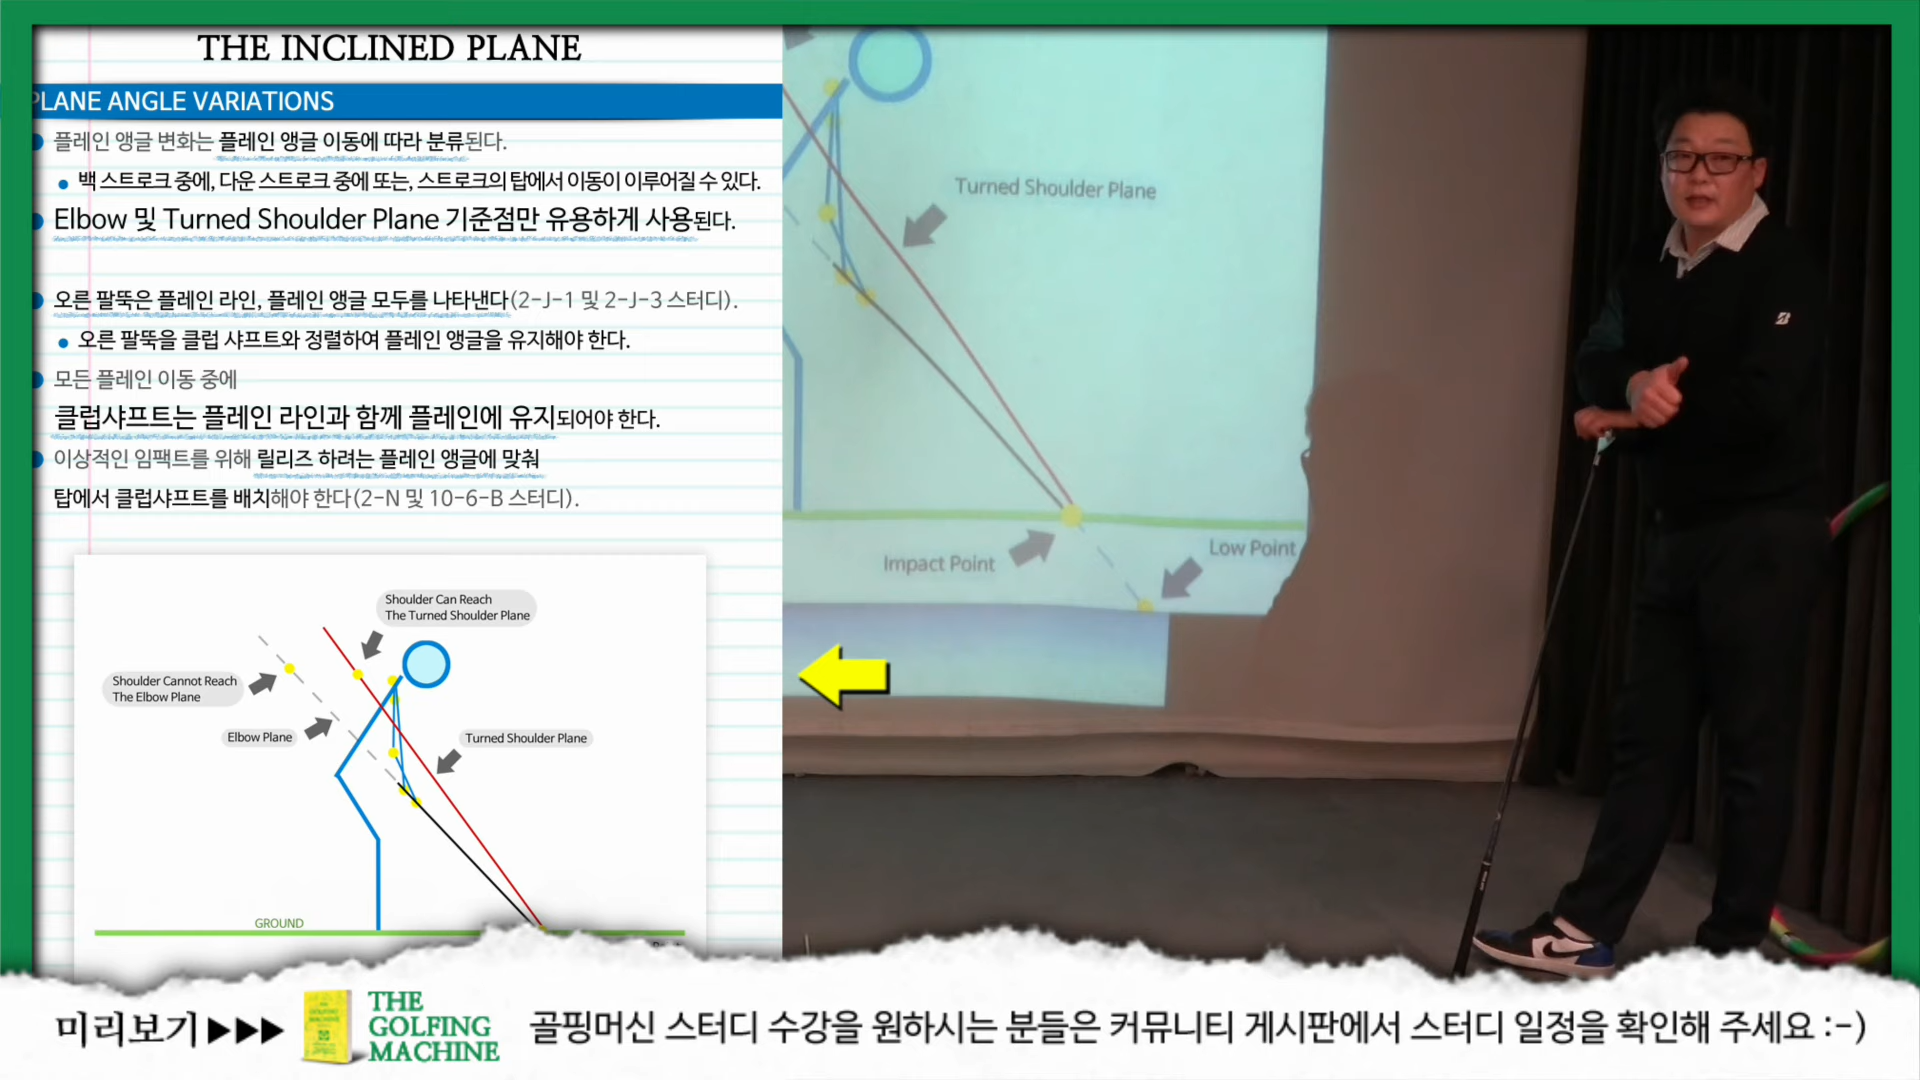 THE INCLINED PLANE
PLANE ANGLE VARIATIONS
플레인 앵글 변화는 플레인 앵글 이동에 따라 분류된다.
백 스트로크 중에, 다운 스트로크 중에 또는, 스트로크의 탑에서 이동이 이루어질 수 있다.
Elbow 및 Turned Shoulder Plane 기준점만 유용하게 사용된다.
오른 팔뚝은 플레인 라인, 플레인 앵글 모두를 나타낸다(2-J-1 및 2-J-3 스터디).
오른 팔뚝을 클럽 샤프트와 정렬하여 플레인 앵글을 유지해야 한다.
모든 플레인 이동 중에
클럽샤프트는 플레인 라인과 함께 플레인에 유지되어야 한다.
이상적인 임팩트를 위해 릴리즈 하려는 플레인 앵글에 맞춰
탑에서 클럽샤프트를 배치해야 한다(2-N 및 10-6-B 스터디).
Shoulder Can Reach
The Turned Shoulder Plane
Shoulder Cannot Reach
The Elbow Plane
Elbow Plane
Turned Shoulder Plane
GROUND
Turned Shoulder Plane
Impact Point
Low Point
미리보기▶▶▶
THE
GOLFING
MACHINE
골핑머신 스터디 수강을 원하시는 분들은 커뮤니티 게시판에서 스터디 일정을 확인해 주세요 :-)